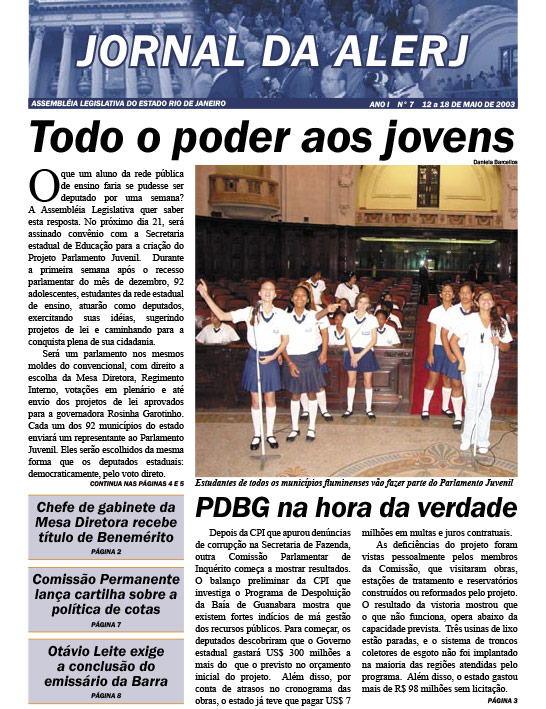 JORNAL DA ALERJ
ASSEMBLÉIA LEGISLATIVA DO ESTADO RIO DE JANEIRO
ANO I   N° 7   12 a 18 DE MAIO DE 2003
Todo o poder aos jovens
Daniela Barcellos
O que um aluno da rede pública
de ensino faria se pudesse ser
deputado por uma semana?
A Assembléia Legislativa quer saber
esta resposta. No próximo dia 21, será
assinado convênio com a Secretaria
estadual de Educação para a criação do
Projeto Parlamento Juvenil. Durante
a primeira semana após o recesso
parlamentar do mês de dezembro, 92
adolescentes, estudantes da rede estadual
de ensino, atuarão como deputados,
exercitando suas idéias, sugerindo
projetos de lei e caminhando para a
conquista plena de sua cidadania.
Será um parlamento nos mesmos
moldes do convencional, com direito a
escolha da Mesa Diretora, Regimento
Interno, votações em plenário e até
envio dos projetos de lei aprovados
para a governadora Rosinha Garotinho.
Cada um dos 92 municípios do estado
enviará um representante ao Parlamento
Juvenil. Eles serão escolhidos da mesma
forma que os deputados estaduais:
democraticamente, pelo voto direto.
CONTINUA NAS PÁGINAS 4 E 5
Estudantes de todos os municípios fluminenses vão fazer parte do Parlamento Juvenil
Chefe de gabinete da
Mesa Diretora recebe
título de Benemérito
PÁGINA 2
Comissão Permanente
lança cartilha sobre a
política de cotas
PÁGINA 7
Otávio Leite exige
a conclusão do
emissário da Barra
PÁGINA 8
PDBG na hora da verdade
Depois da CPI que apurou denúncias
de corrupção na Secretaria de Fazenda,
outra Comissão Parlamentar de
Inquérito começa a mostrar resultados.
O balanço preliminar da CPI que
investiga o Programa de Despoluição
da Baía de Guanabara mostra que
existem fortes indícios de má gestão
dos recursos públicos. Para começar, os
deputados descobriram que o Governo
estadual gastará US$ 300 milhões a
mais do que o previsto no orçamento
inicial do projeto. Além disso, por
conta de atrasos no cronograma das
obras, o estado já teve que pagar US$ 7
milhões em multas e juros contratuais.
As deficiências do projeto foram
vistas pessoalmente pelos membros
da Comissão, que visitaram obras,
estações de tratamento e reservatórios
construídos ou reformados pelo projeto.
O resultado da vistoria mostrou que
o que não funciona, opera abaixo da
capacidade prevista. Três usinas de lixo
estão paradas, e o sistema de troncos
coletores de esgoto não foi implantado
na maioria das regiões atendidas pelo
programa. Além disso, o estado gastou
mais de R$ 98 milhões sem licitação.
PÁGINA 3